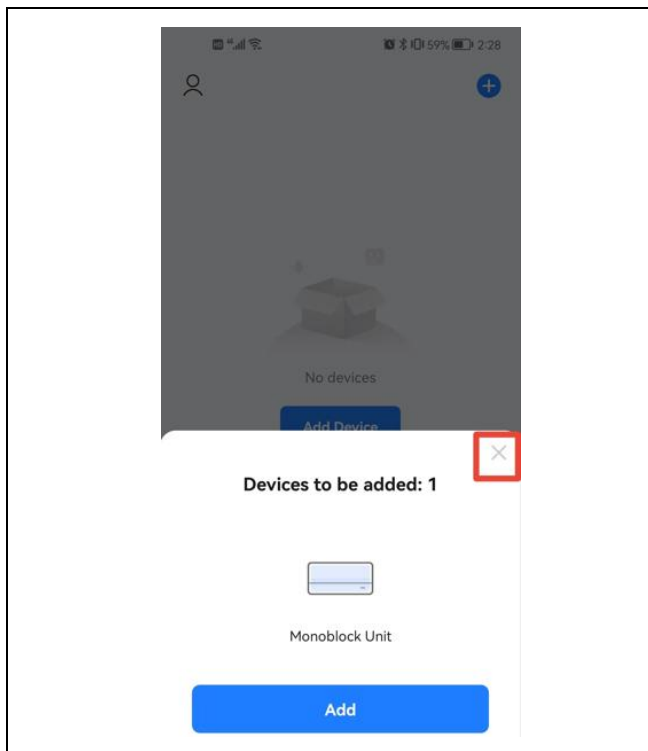 59% 2:28
No devices
Add Device
Devices to be added: 1
Monoblock Unit
Add